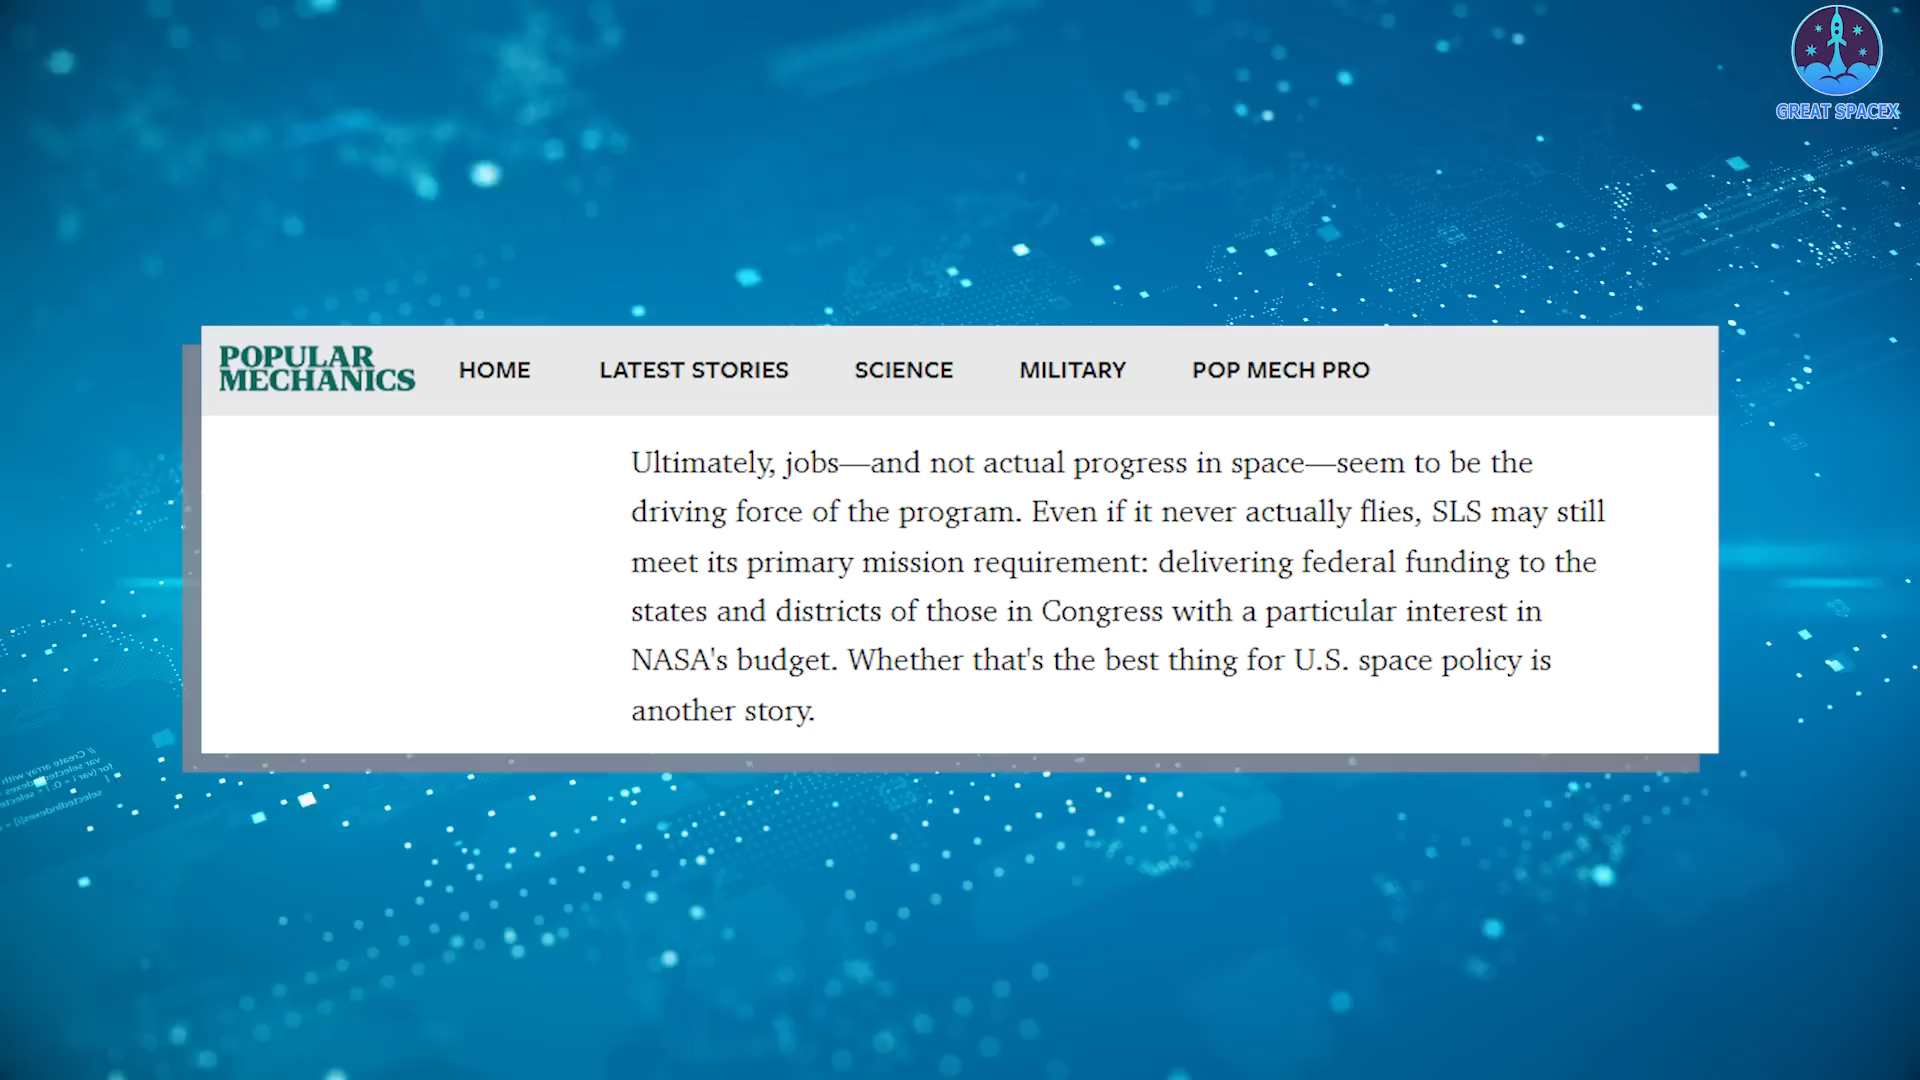 GREAT SPACEX
POPULAR
MECHANICS
HOME
LATEST STORIES
SCIENCE
MILITARY
POP MECH PRO
Ultimately, jobs—and not actual progress in space—seem to be the
driving force of the program. Even if it never actually flies, SLS may still
meet its primary mission requirement: delivering federal funding to the
states and districts of those in Congress with a particular interest in
NASA's budget. Whether that's the best thing for U.S. space policy is
another story.